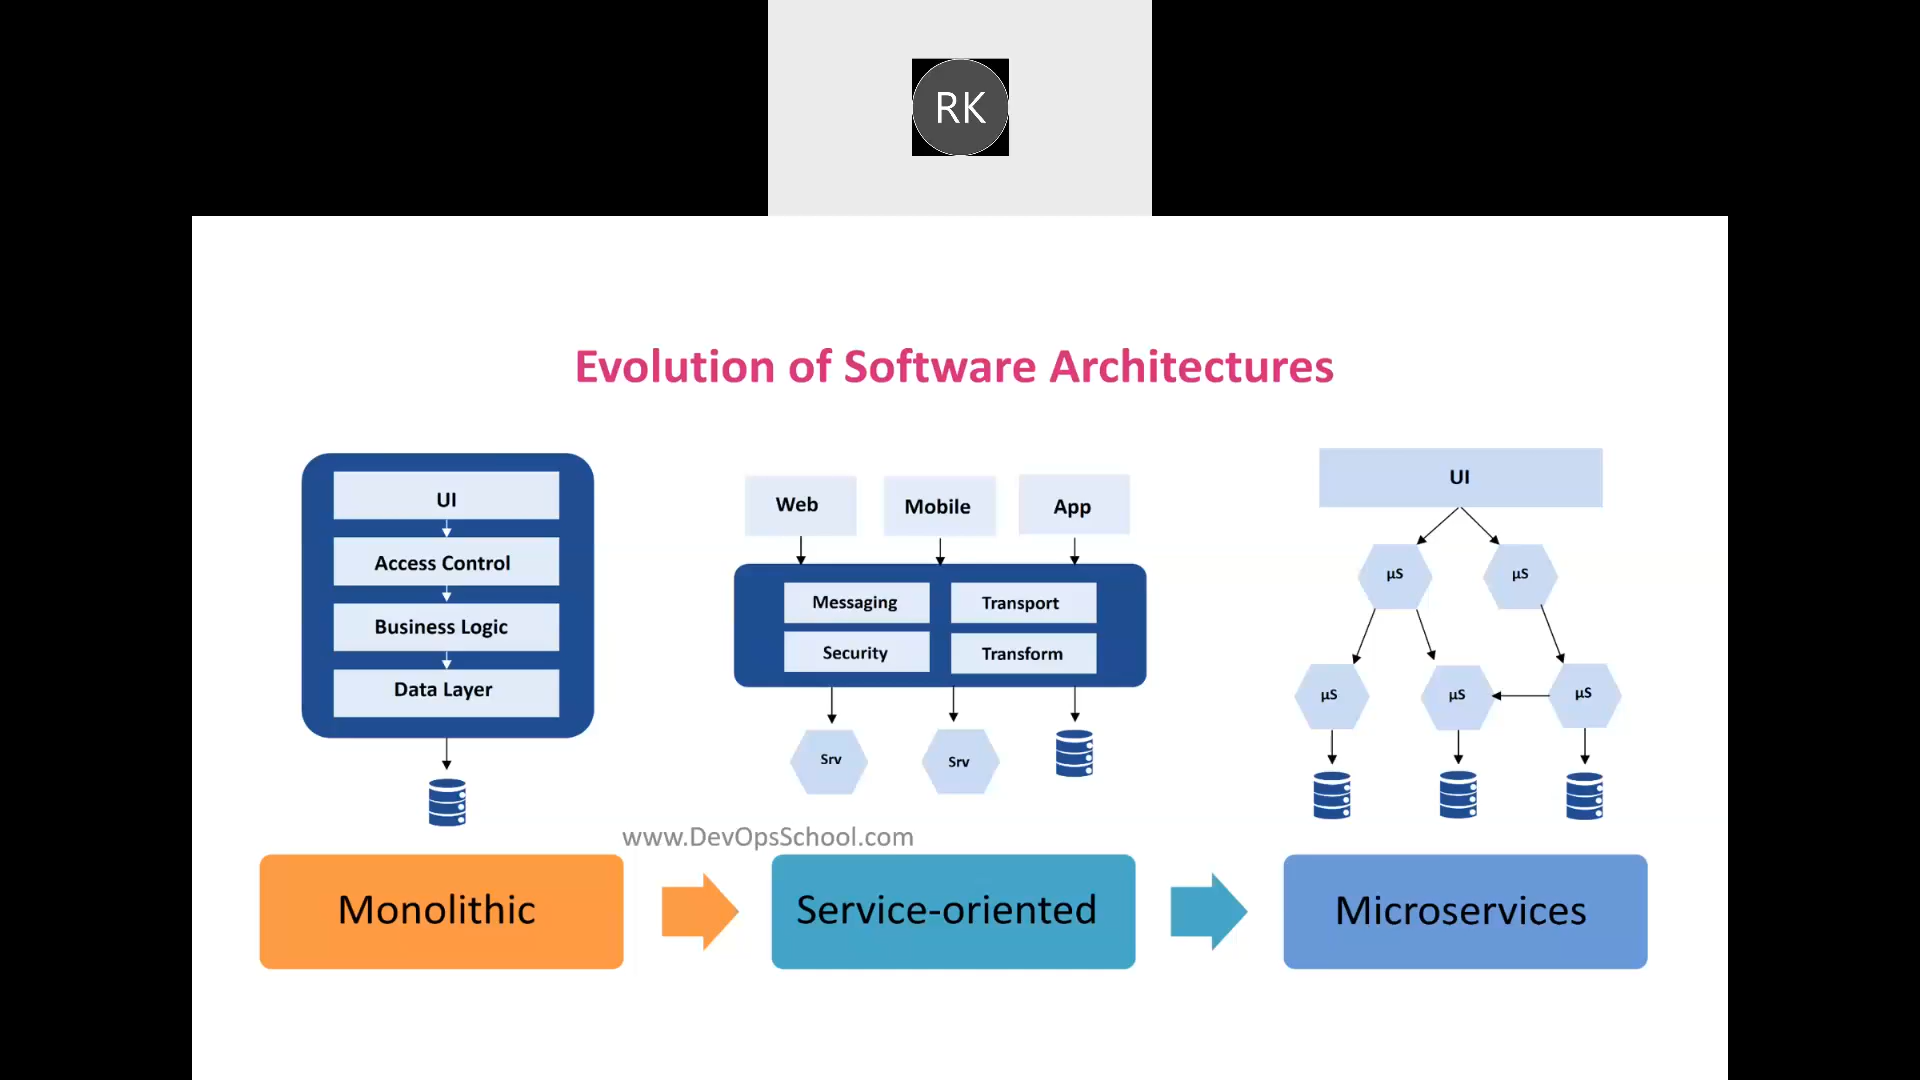 RK
Evolution of Software Architectures
UI
Access Control
Business Logic
Data Layer
Web
Mobile
App
Messaging
Transport
Security
Transform
Srv
Srv
UI
µS
µS
µS
µS
µS
www.DevOpsSchool.com
Monolithic
Service-oriented
Microservices